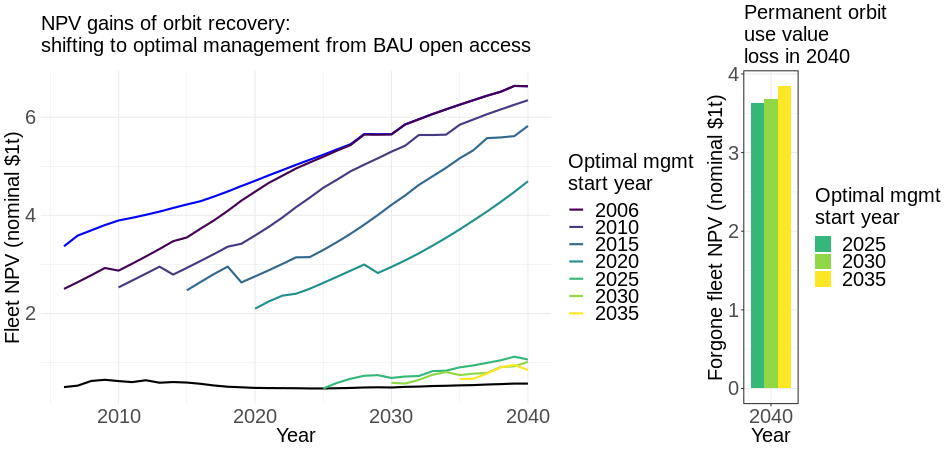 NPV gains of orbit recovery:
shifting to optimal management from BAU open access
Fleet NPV (nominal $1t)
6
4
2
2010
2020
2030
2040
Year
Optimal mgmt
start year
2006
2010
2015
2020
2025
2030
2035
Permanent orbit
use value
loss in 2040
Forgone fleet NPV (nominal $1t)
4
3
2
1
0
2040
Year
Optimal mgmt
start year
2025
2030
2035